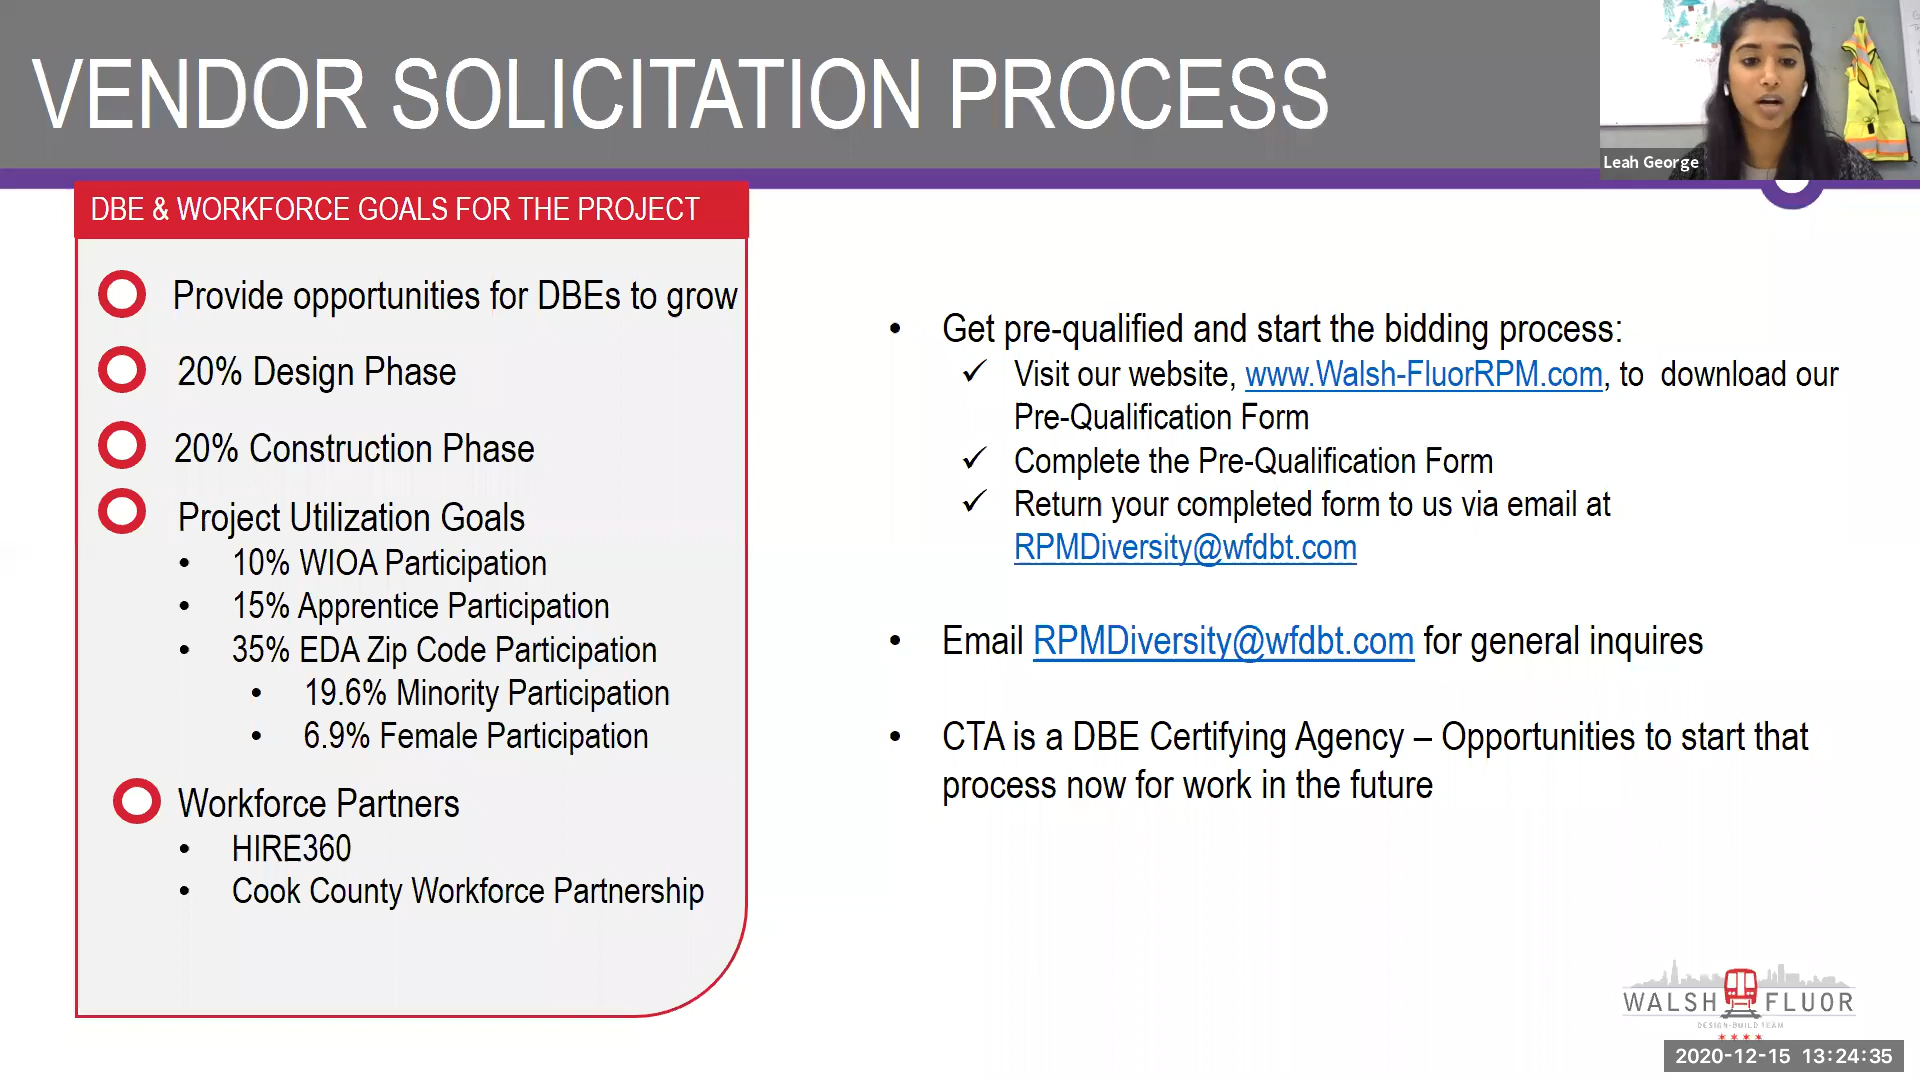 VENDOR SOLICITATION PROCESS
Leah George
DBE & WORKFORCE GOALS FOR THE PROJECT
Provide opportunities for DBEs to grow
20% Design Phase
20% Construction Phase
Project Utilization Goals
• 10% WIOA Participation
• 15% Apprentice Participation
• 35% EDA Zip Code Participation
• 19.6% Minority Participation
• 6.9% Female Participation
Workforce Partners
• HIRE360
• Cook County Workforce Partnership
• Get pre-qualified and start the bidding process:
✓ Visit our website, www.Walsh-FluorRPM.com, to download our
Pre-Qualification Form
✓ Complete the Pre-Qualification Form
✓ Return your completed form to us via email at
RPMDiversity@wfdbt.com
• Email RPMDiversity@wfdbt.com for general inquires
• CTA is a DBE Certifying Agency – Opportunities to start that
process now for work in the future
WALSH FLUOR
DESIGN-BUILD TEAM
2020-12-15 13:24:35